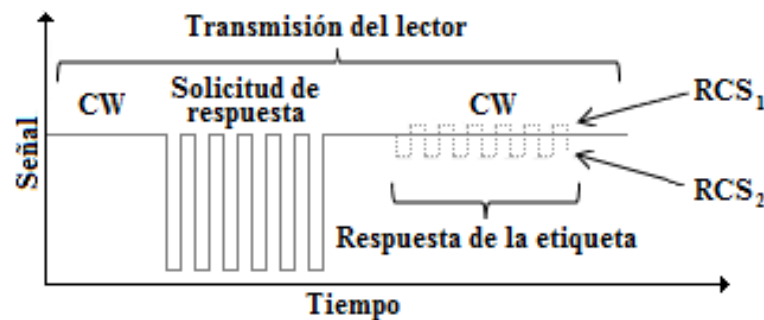 Transmisión del lector
CW
Solicitud de
respuesta
CW
RCS1
RCS2
Señal
Respuesta de la etiqueta
Tiempo